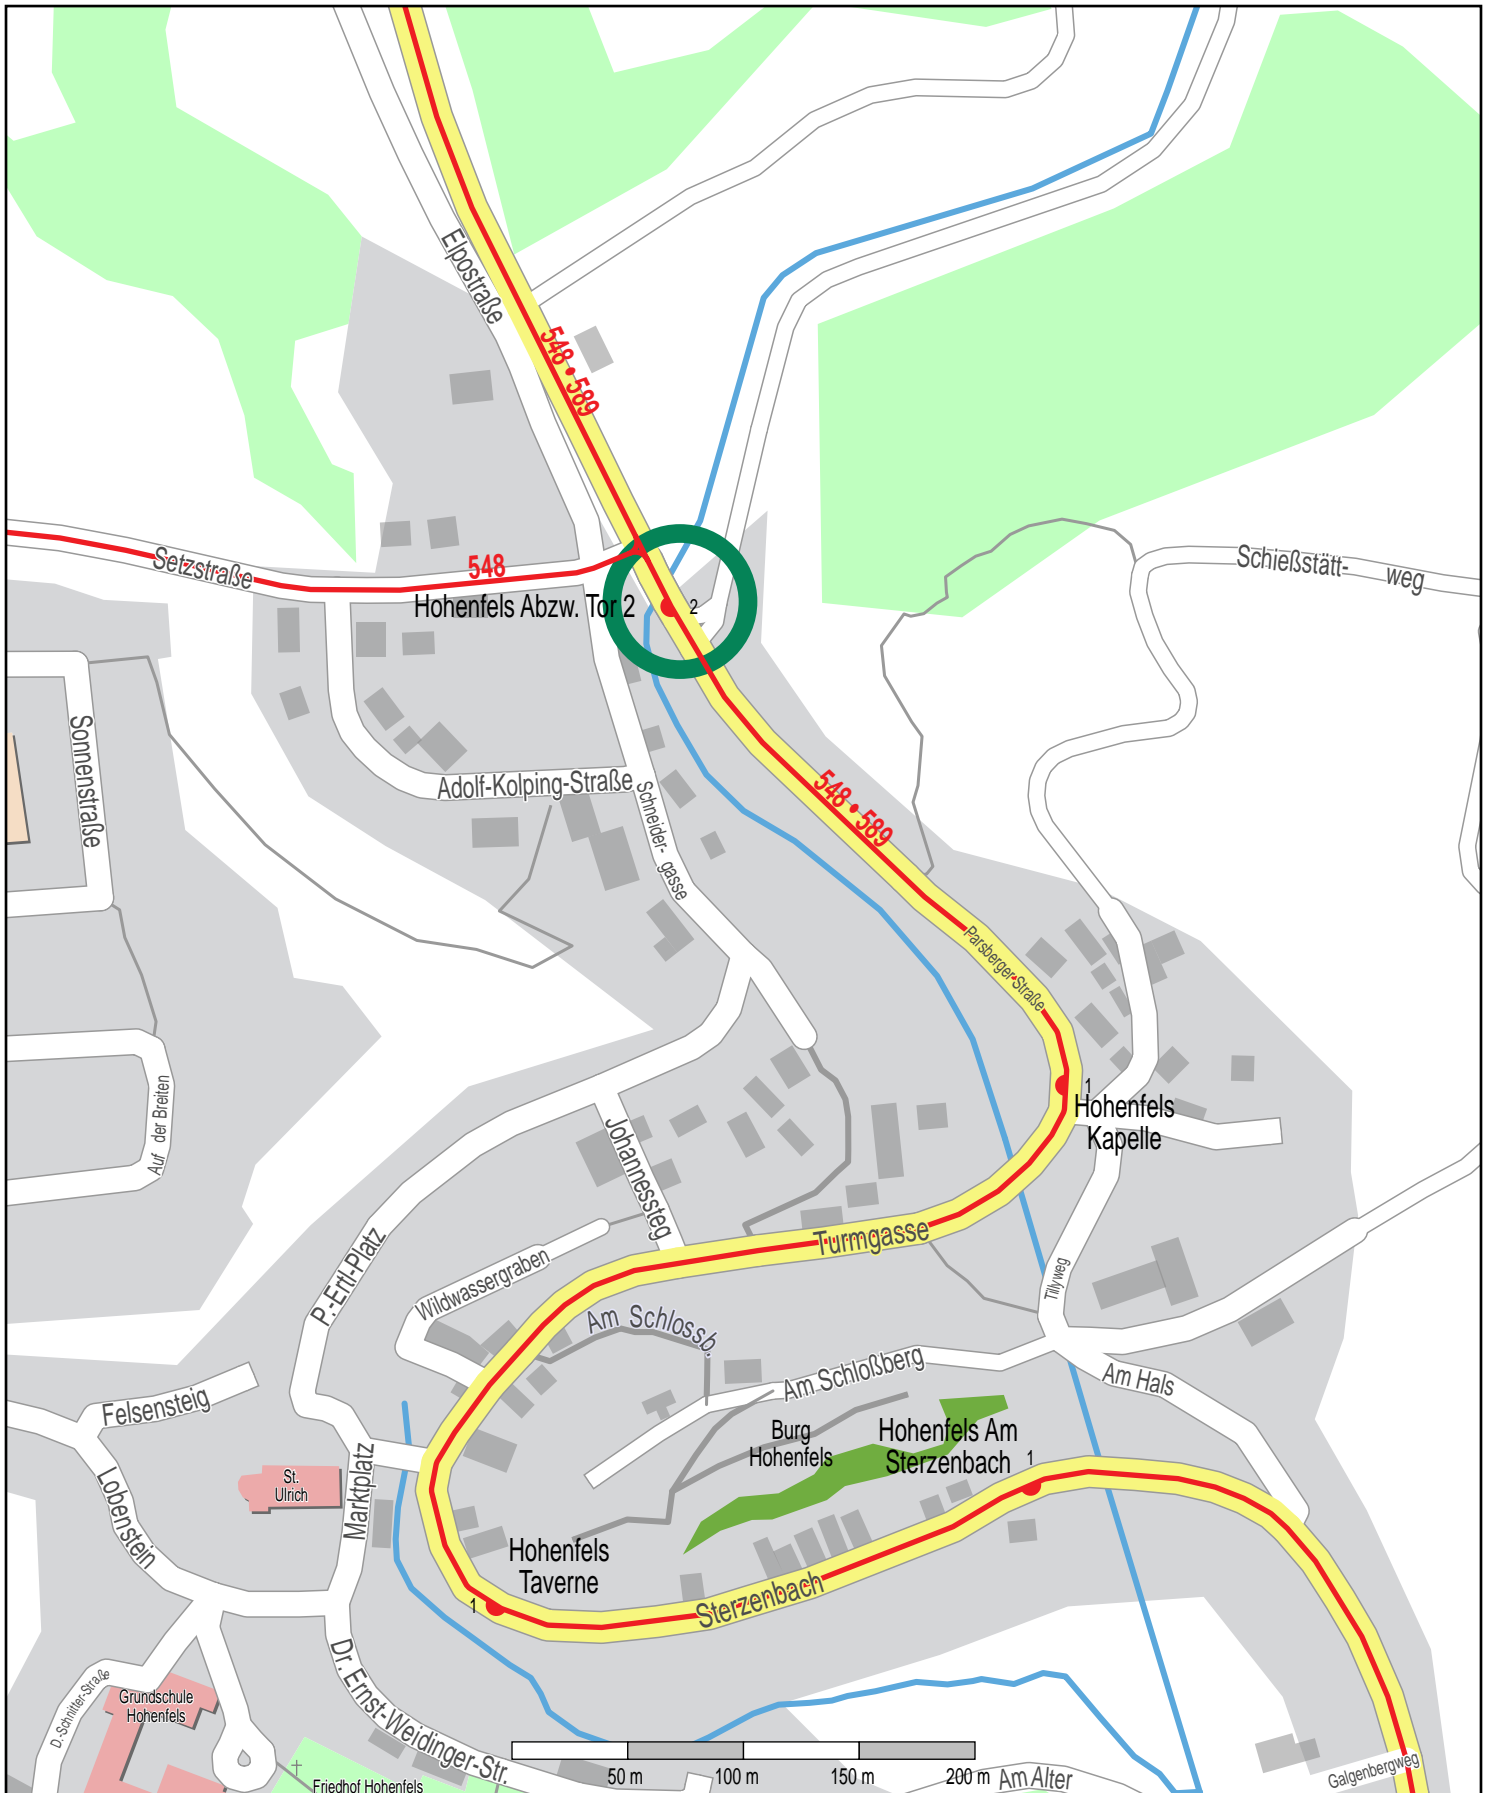 Elpostraße
548 • 589
Setzstraße
548
Hohenfels Abzw. Tor 2
2
Schießstätt- weg
Sonnenstraße
Adolf-Kolping-Straße
Schneider- gasse
548 • 589
Parsberger-Straße
1
Hohenfels
Kapelle
Auf der Breiten
Johannessteg
Turmgasse
P.-Ertl-Platz
Wildwassergraben
Tillyweg
Am Schlossb.
Am Schloßberg
Am Hals
Felsensteig
Burg
Hohenfels
Hohenfels Am
Sterzenbach
1
Lobenstein
St.
Ulrich
Marktplatz
Hohenfels
Taverne
1
Sterzenbach
D.-Schnitter-Straße
Grundschule
Hohenfels
Dr. Ernst-Weidinger-Str.
Friedhof Hohenfels
50 m
100 m
150 m
200 m
Am Alter
Galgenbergweg